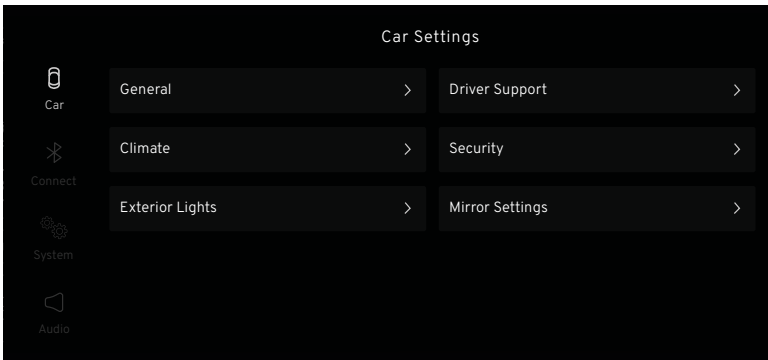 Car Settings
Car
General
Driver Support
Connect
Climate
Security
System
Exterior Lights
Mirror Settings
Audio